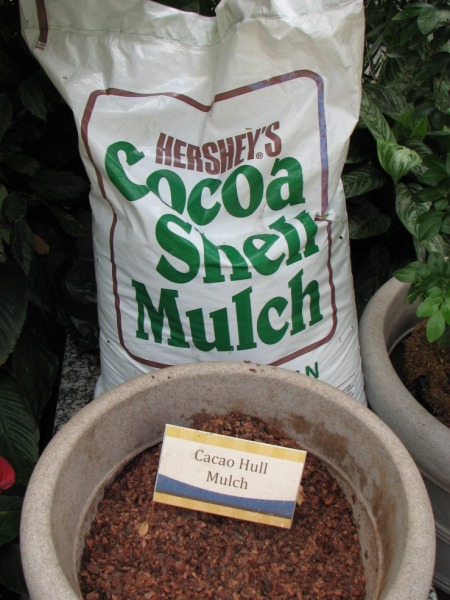 HERSHEY'S®
Cocoa
Shell
Mulch
Cacao Hull
Mulch